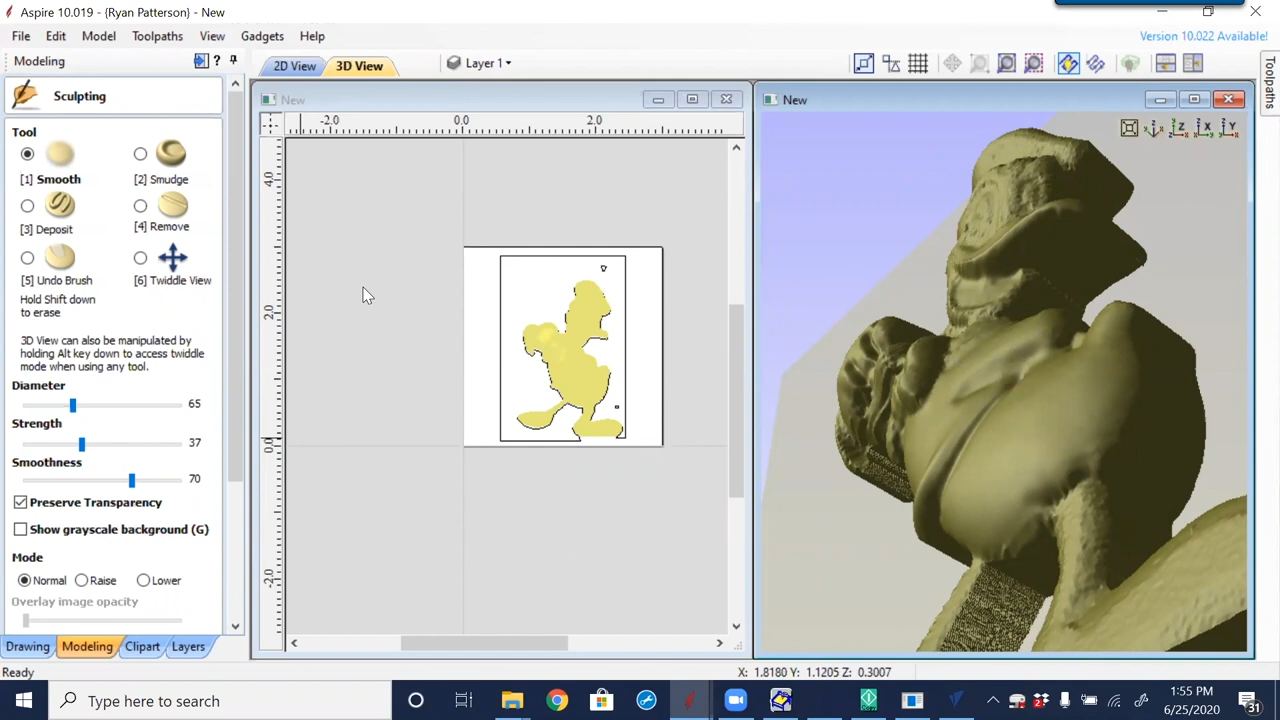 Aspire 10.019 - {Ryan Patterson} - New
File Edit Model Toolpaths View Gadgets Help
Version 10.022 Available!
Modeling ?
2D View 3D View Layer 1
Sculpting
Tool
[1] Smooth [2] Smudge
[3] Deposit [4] Remove
[5] Undo Brush [6] Twiddle View
Hold Shift down
to erase
3D View can also be manipulated by
holding Alt key down to access twiddle
mode when using any tool.
Diameter
65
Strength
37
Smoothness
70
Preserve Transparency
Show grayscale background (G)
Mode
Normal Raise Lower
Overlay image opacity
Drawing Modeling Clipart Layers
New
-2.0 0.0 2.0
4.0
2.0
0.0
-2.0
New
Z X Y
Toolpaths
Ready
X: 1.8180 Y: 1.1205 Z: 0.3007
Type here to search
1:55 PM
6/25/2020
31